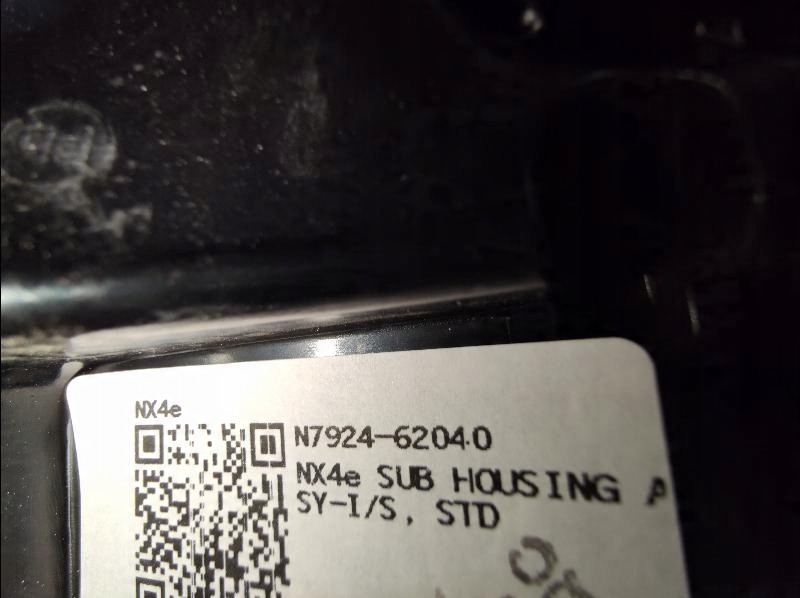 NX4e
N7924-62040
NX4e SUB HOUSING A
SY-I/S, STD